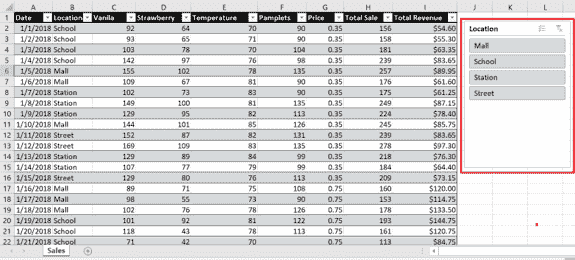 A B C D E F G H I J K L
1 Date Location Vanila Strawberry Temperature Pamplets Price Total Sale Total Revenue
2 1/1/2018 School 92 64 70 90 0.35 156 $54.60
Location
3 1/2/2018 School 93 65 71 90 0.35 158 $55.30
Mall
4 1/3/2018 School 103 78 70 104 0.35 181 $63.35
School
5 1/4/2018 School 142 97 76 98 0.35 239 $83.65
Station
6 1/5/2018 Mall 155 102 78 135 0.35 257 $89.95
7 1/6/2018 Mall 109 67 81 90 0.35 176 $61.60
Street
8 1/7/2018 Station 102 73 83 90 0.35 175 $61.25
9 1/8/2018 Station 149 100 81 135 0.35 249 $87.15
10 1/9/2018 Station 129 95 82 113 0.35 224 $78.40
11 1/10/2018 Mall 144 101 85 126 0.35 245 $85.75
12 1/11/2018 Street 152 87 82 131 0.35 239 $83.65
13 1/12/2018 Street 169 109 83 135 0.35 278 $97.30
14 1/13/2018 Station 129 89 84 99 0.35 218 $76.30
15 1/14/2018 Station 107 77 79 99 0.35 184 $64.40
16 1/15/2018 Street 129 80 76 113 0.35 209 $73.15
17 1/16/2018 Mall 89 71 75 108 0.75 160 $120.00
18 1/17/2018 Mall 98 55 73 90 0.75 153 $114.75
19 1/18/2018 Mall 102 76 78 126 0.75 178 $133.50
20 1/19/2018 School 101 92 81 122 0.75 193 $144.75
21 1/20/2018 School 118 43 78 113 0.75 161 $120.75
22 1/21/2018 School 71 42 70 0.75 113 $84.75
Sales